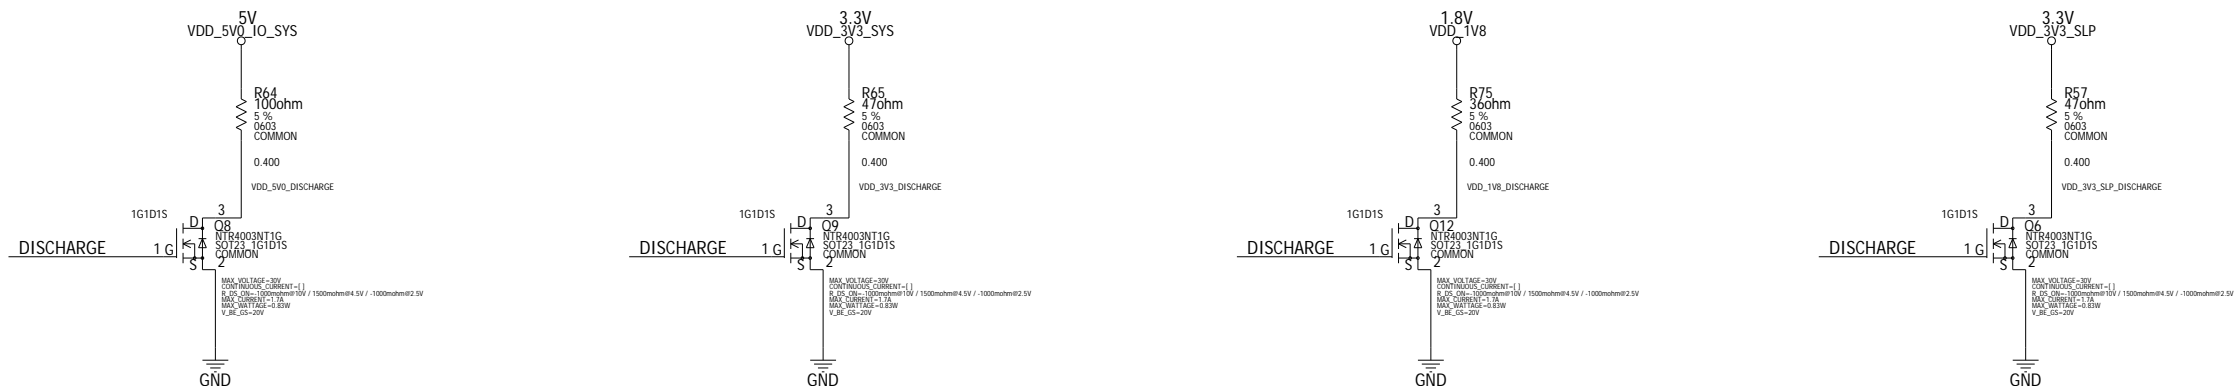 5V
VDD_5V0_IO_SYS
R64
100ohm
5 %
0603
COMMON
0.400
VDD_5V0_DISCHARGE
1G1D1S
D
3
Q8
NTR4003NT1G
SOT23_1G1D1S
COMMON
DISCHARGE
1 G
S
2
MAX_VOLTAGE=30V
CONTINUOUS_CURRENT=[ ]
R_DS_ON=-1000mohm@10V / 1500mohm@4.5V / -1000mohm@2.5V
MAX_CURRENT=1.7A
MAX_WATTAGE=0.83W
V_BE_GS=20V
GND
3.3V
VDD_3V3_SYS
R65
47ohm
5 %
0603
COMMON
0.400
VDD_3V3_DISCHARGE
1G1D1S
D
3
Q9
NTR4003NT1G
SOT23_1G1D1S
COMMON
DISCHARGE
1 G
S
2
MAX_VOLTAGE=30V
CONTINUOUS_CURRENT=[ ]
R_DS_ON=-1000mohm@10V / 1500mohm@4.5V / -1000mohm@2.5V
MAX_CURRENT=1.7A
MAX_WATTAGE=0.83W
V_BE_GS=20V
GND
1.8V
VDD_1V8
R75
36ohm
5 %
0603
COMMON
0.400
VDD_1V8_DISCHARGE
1G1D1S
D
3
Q12
NTR4003NT1G
SOT23_1G1D1S
COMMON
DISCHARGE
1 G
S
2
MAX_VOLTAGE=30V
CONTINUOUS_CURRENT=[ ]
R_DS_ON=-1000mohm@10V / 1500mohm@4.5V / -1000mohm@2.5V
MAX_CURRENT=1.7A
MAX_WATTAGE=0.83W
V_BE_GS=20V
GND
3.3V
VDD_3V3_SLP
R57
47ohm
5 %
0603
COMMON
0.400
VDD_3V3_SLP_DISCHARGE
1G1D1S
D
3
Q6
NTR4003NT1G
SOT23_1G1D1S
COMMON
DISCHARGE
1 G
S
2
MAX_VOLTAGE=30V
CONTINUOUS_CURRENT=[ ]
R_DS_ON=-1000mohm@10V / 1500mohm@4.5V / -1000mohm@2.5V
MAX_CURRENT=1.7A
MAX_WATTAGE=0.83W
V_BE_GS=20V
GND